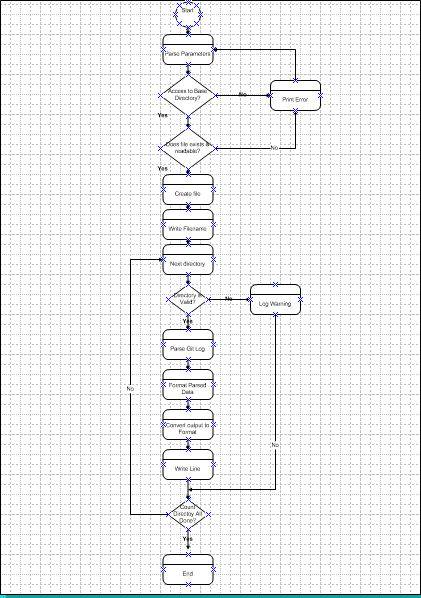 Start
Parse Parameters
Access to Base
Directory?
No
Print Error
Yes
Does file exists &
readable?
No
Yes
Create file
Write Filename
Next directory
Directory is
Valid?
No
Log Warning
Yes
Parse Git Log
Format Parsed
Data
No
Convert output to
Format
No
Write Line
Count
Directoy All
Done?
Yes
End